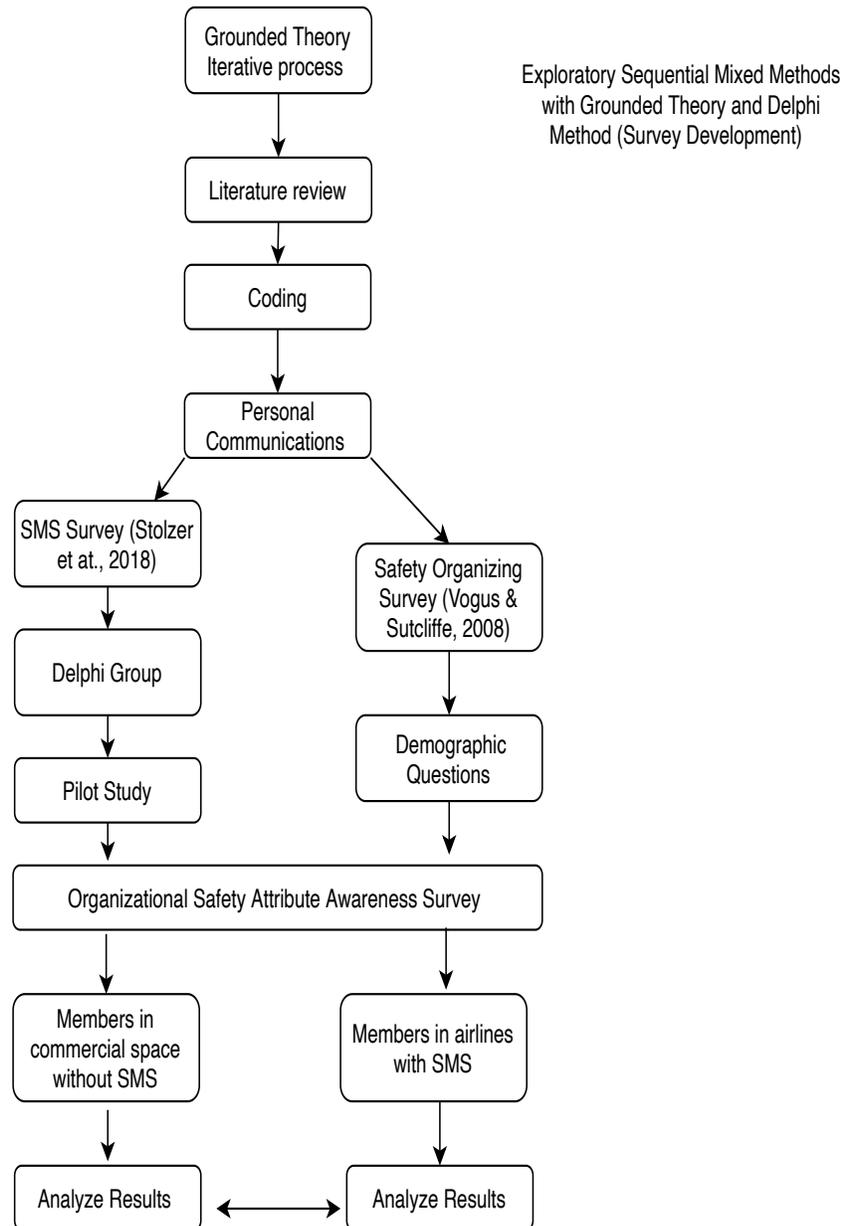 Grounded Theory
Iterative process
Exploratory Sequential Mixed Methods
with Grounded Theory and Delphi
Method (Survey Development)
Literature review
Coding
Personal
Communications
SMS Survey (Stolzer
et at., 2018)
Safety Organizing
Survey (Vogus &
Sutcliffe, 2008)
Delphi Group
Demographic
Questions
Pilot Study
Organizational Safety Attribute Awareness Survey
Members in
commercial space
without SMS
Members in airlines
with SMS
Analyze Results
Analyze Results